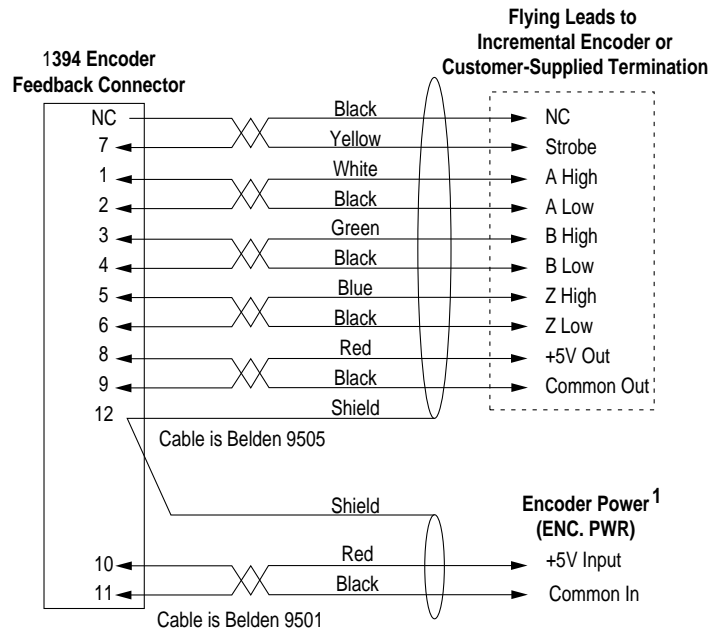 Flying Leads to
Incremental Encoder or
Customer-Supplied Termination
1394 Encoder
Feedback Connector
NC Black NC
7 Yellow Strobe
1 White A High
2 Black A Low
3 Green B High
4 Black B Low
5 Blue Z High
6 Black Z Low
8 Red +5V Out
9 Black Common Out
12 Shield
Cable is Belden 9505
Shield
Encoder Power 1
(ENC. PWR)
10 Red +5V Input
11 Black Common In
Cable is Belden 9501